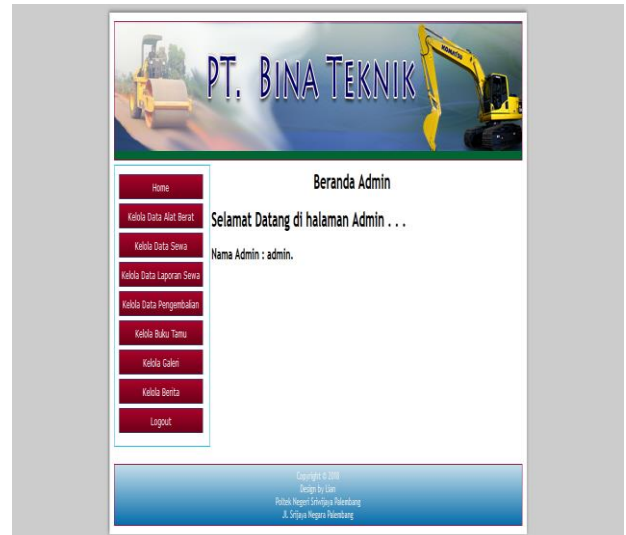 KOMATSU
PT. BINA TEKNIK
Home
Kelola Data Alat Berat
Kelola Data Sewa
Kelola Data Laporan Sewa
Kelola Data Pengembalian
Kelola Buku Tamu
Kelola Galeri
Kelola Berita
Logout
Beranda Admin
Selamat Datang di halaman Admin . . .
Nama Admin : admin.
Copyright ©
Design by Lian
Politek Negeri Sriwijaya Palembang
Jl. Srijaya Negara Palembang